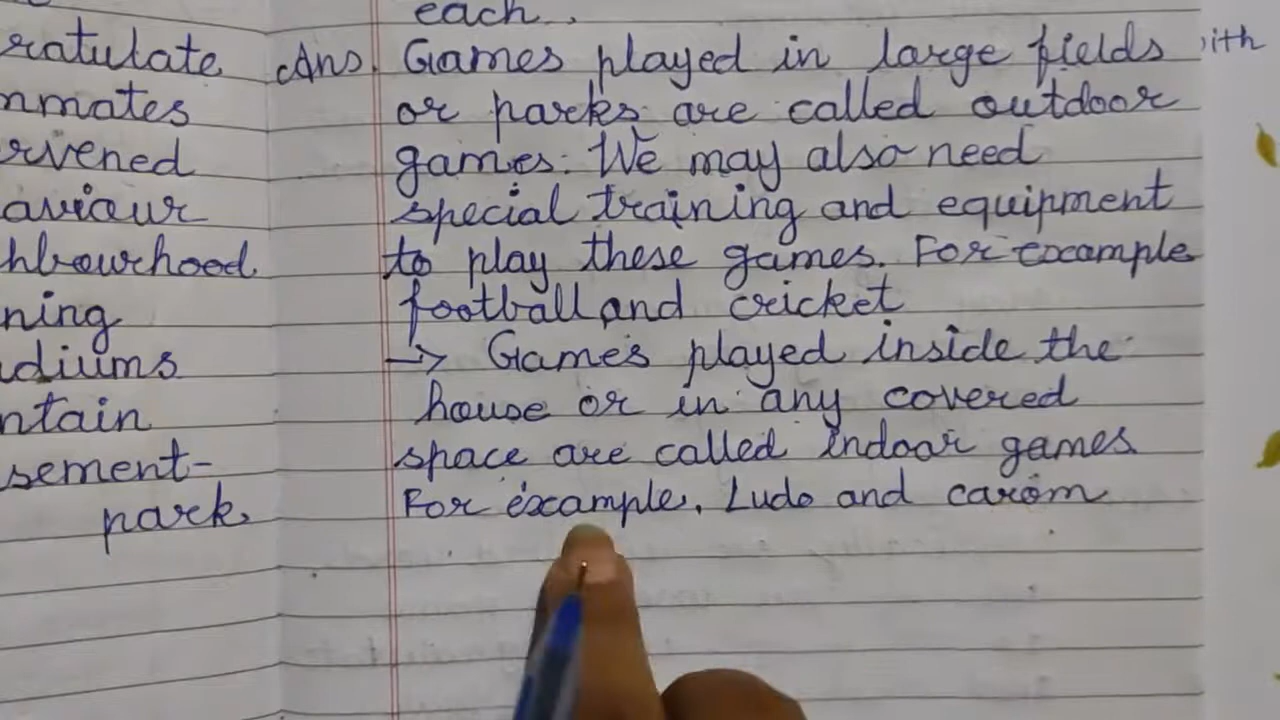 each.
Ans. Games played in large fields
or parks are called outdoor
games. We may also need
special training and equipment
to play these games. For example
football and cricket
→ Games played inside the
house or in any covered
space are called indoor games
For example, Ludo and carom
ratulate
nmates
rvened
aviour
hbourhood
ning
diums
ntain
sement-
park.
ith